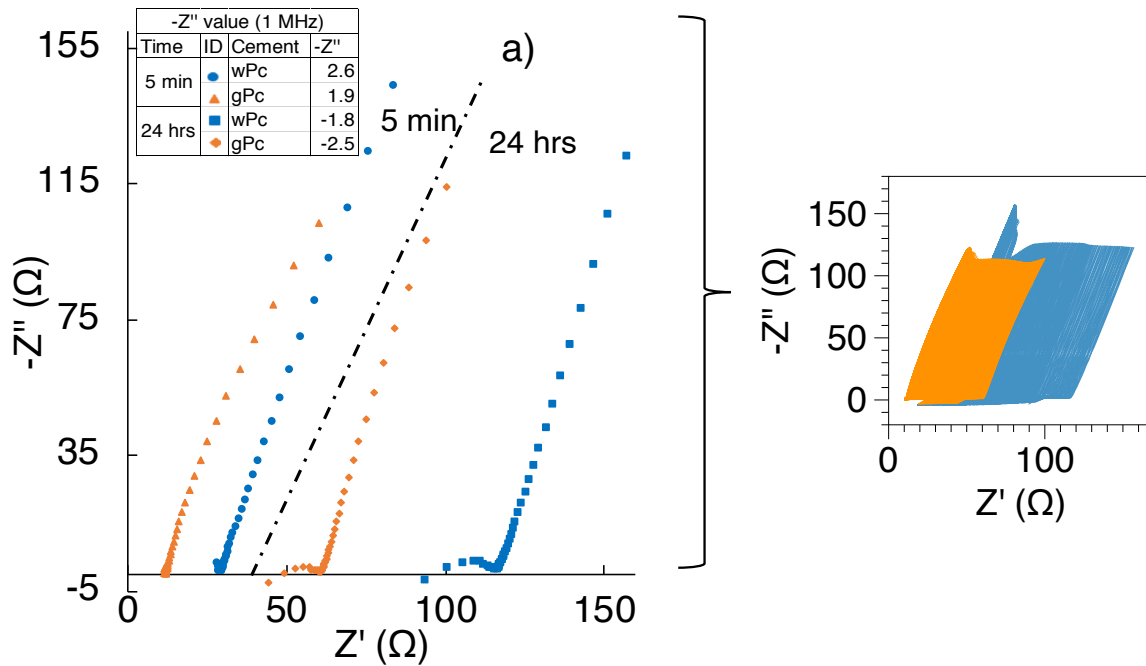 -Z'' value (1 MHz)
Time ID Cement -Z''
5 min wPc 2.6
gPc 1.9
24 hrs wPc -1.8
gPc -2.5
a)
5 min
24 hrs
155
115
75
35
-5
-Z'' (Ω)
0 50 100 150
Z' (Ω)
150
100
50
0
-Z'' (Ω)
0 100
Z' (Ω)